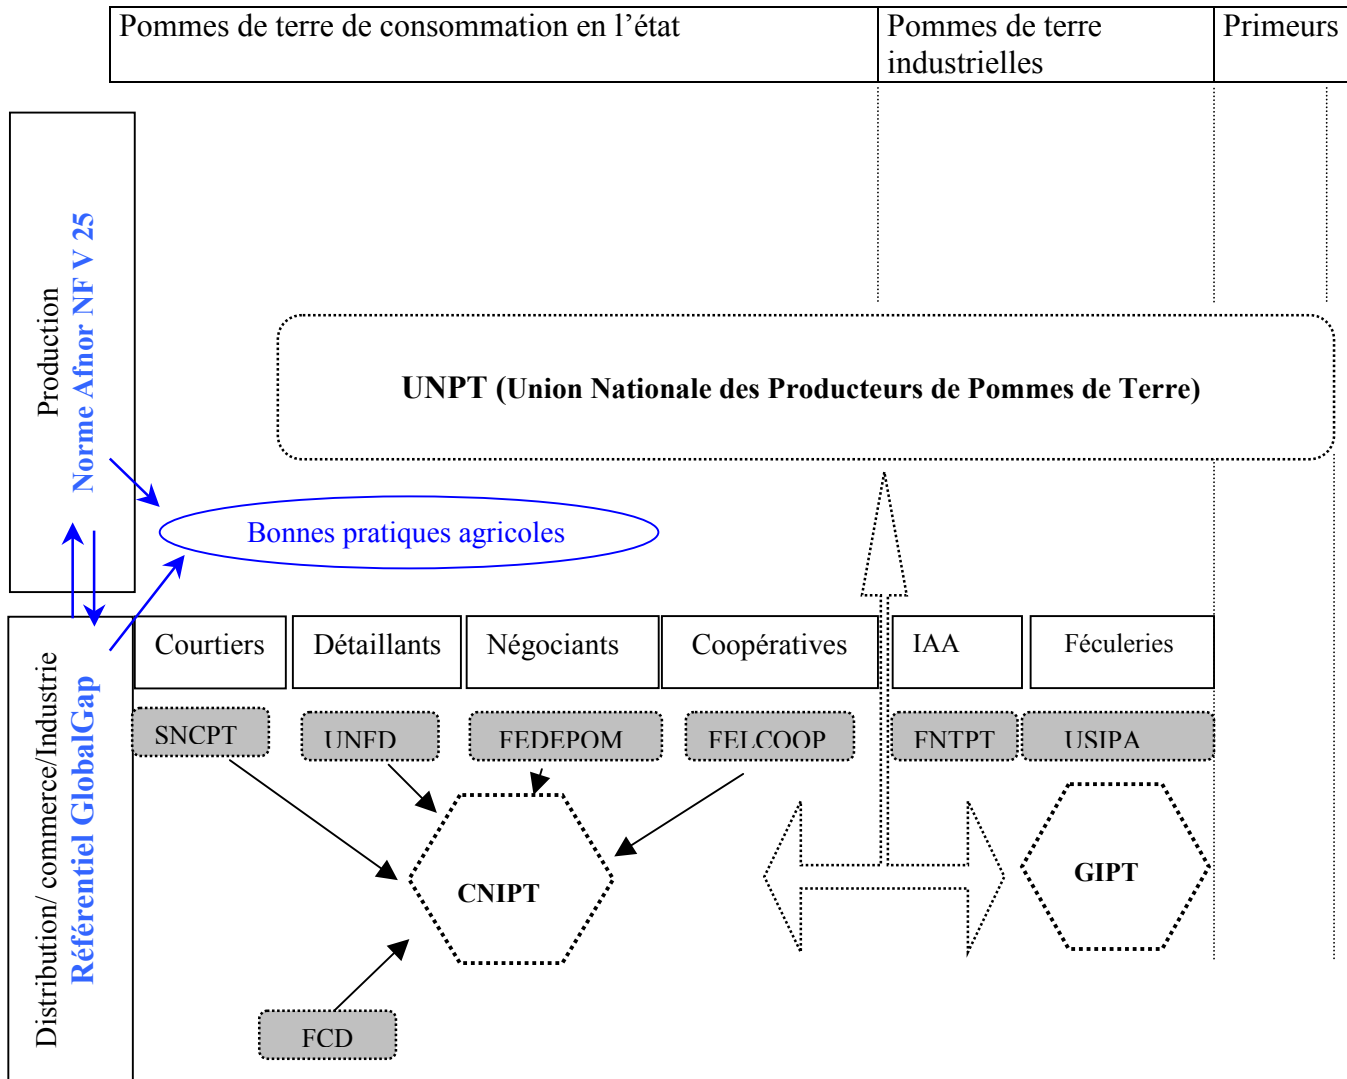 Pommes de terre de consommation en l’état
Pommes de terre
industrielles
Primeurs
Production
Norme Afnor NF V 25
UNPT (Union Nationale des Producteurs de Pommes de Terre)
Bonnes pratiques agricoles
Distribution/ commerce/Industrie
Référentiel GlobalGap
Courtiers
Détaillants
Négociants
Coopératives
IAA
Féculeries
SNCPT
UNFD
FEDEPOM
FELCOOP
FNTPT
USIPA
CNIPT
GIPT
FCD